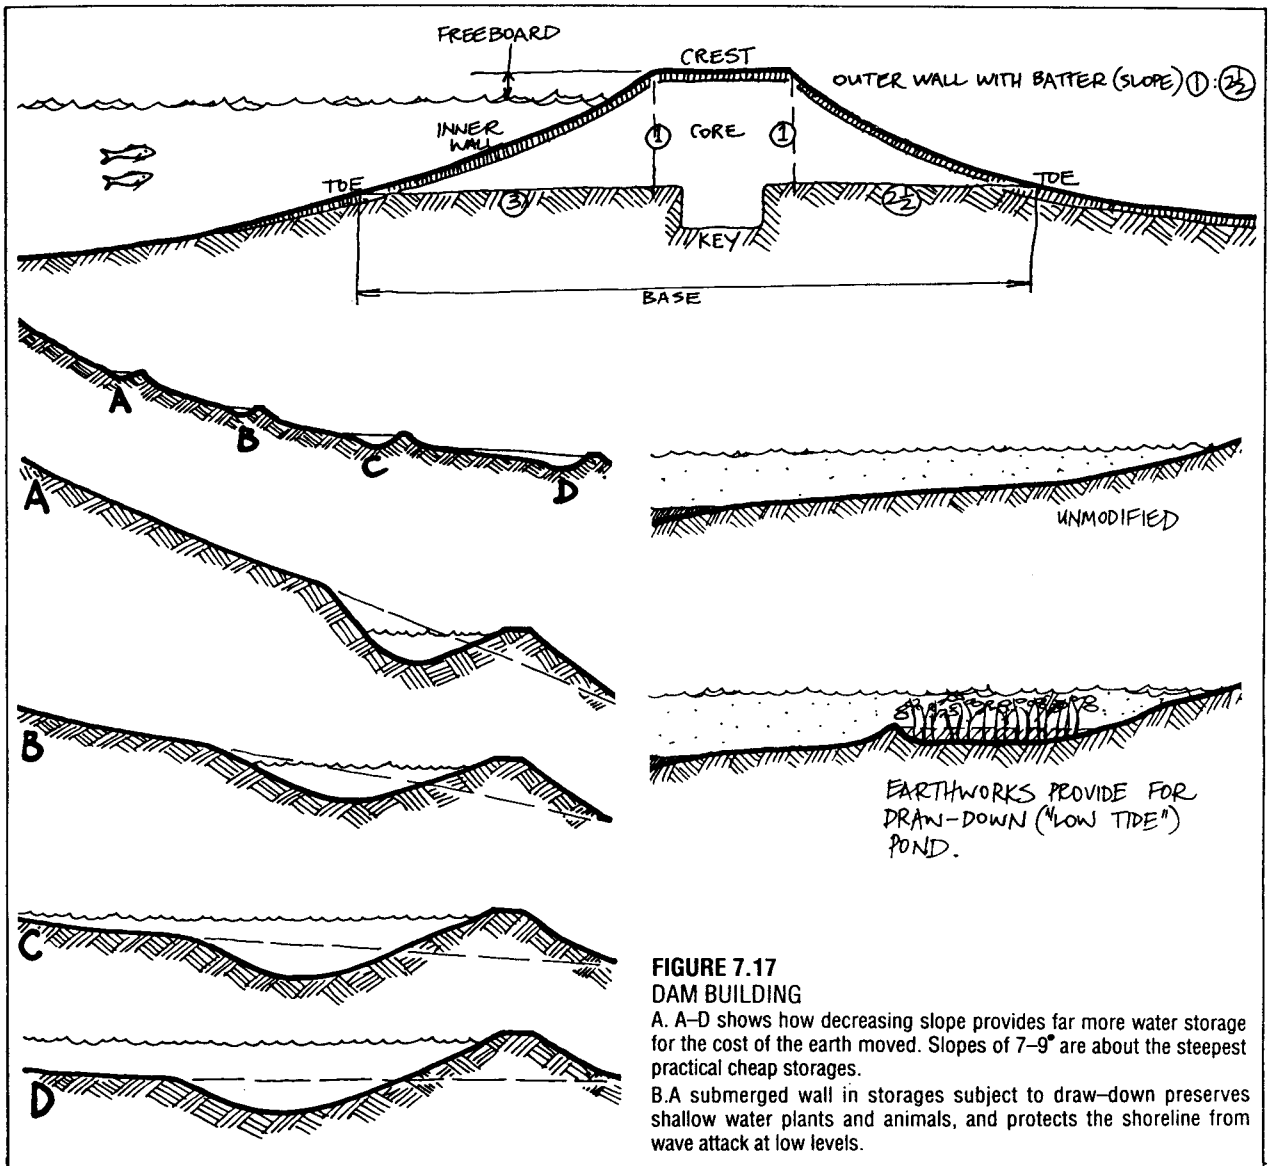 FREEBOARD
CREST
OUTER WALL WITH BATTER (SLOPE) 1 : 2½
INNER
WALL
1 CORE 1
TOE
TOE
3
2½
KEY
BASE
A
B
C
D
A
UNMODIFIED
B
EARTHWORKS PROVIDE FOR
DRAW-DOWN ("LOW TIDE")
POND.
C
D
FIGURE 7.17
DAM BUILDING
A. A–D shows how decreasing slope provides far more water storage
for the cost of the earth moved. Slopes of 7–9° are about the steepest
practical cheap storages.
B.A submerged wall in storages subject to draw–down preserves
shallow water plants and animals, and protects the shoreline from
wave attack at low levels.